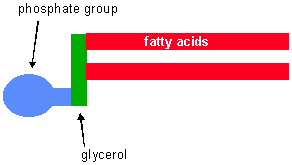 phosphate group
fatty acids
glycerol